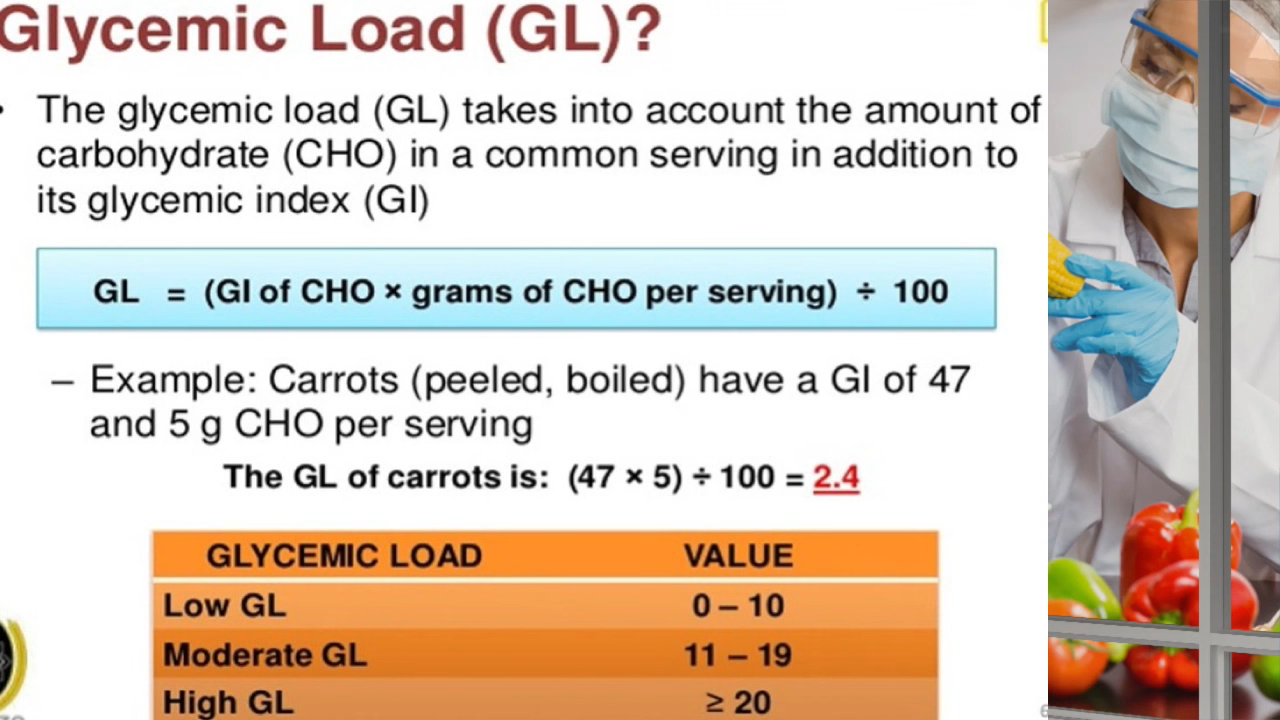 Glycemic Load (GL)?
• The glycemic load (GL) takes into account the amount of
carbohydrate (CHO) in a common serving in addition to
its glycemic index (GI)
GL = (GI of CHO × grams of CHO per serving) ÷ 100
– Example: Carrots (peeled, boiled) have a GI of 47
and 5 g CHO per serving
The GL of carrots is: (47 × 5) ÷ 100 = 2.4
GLYCEMIC LOAD VALUE
Low GL 0 – 10
Moderate GL 11 – 19
High GL ≥ 20